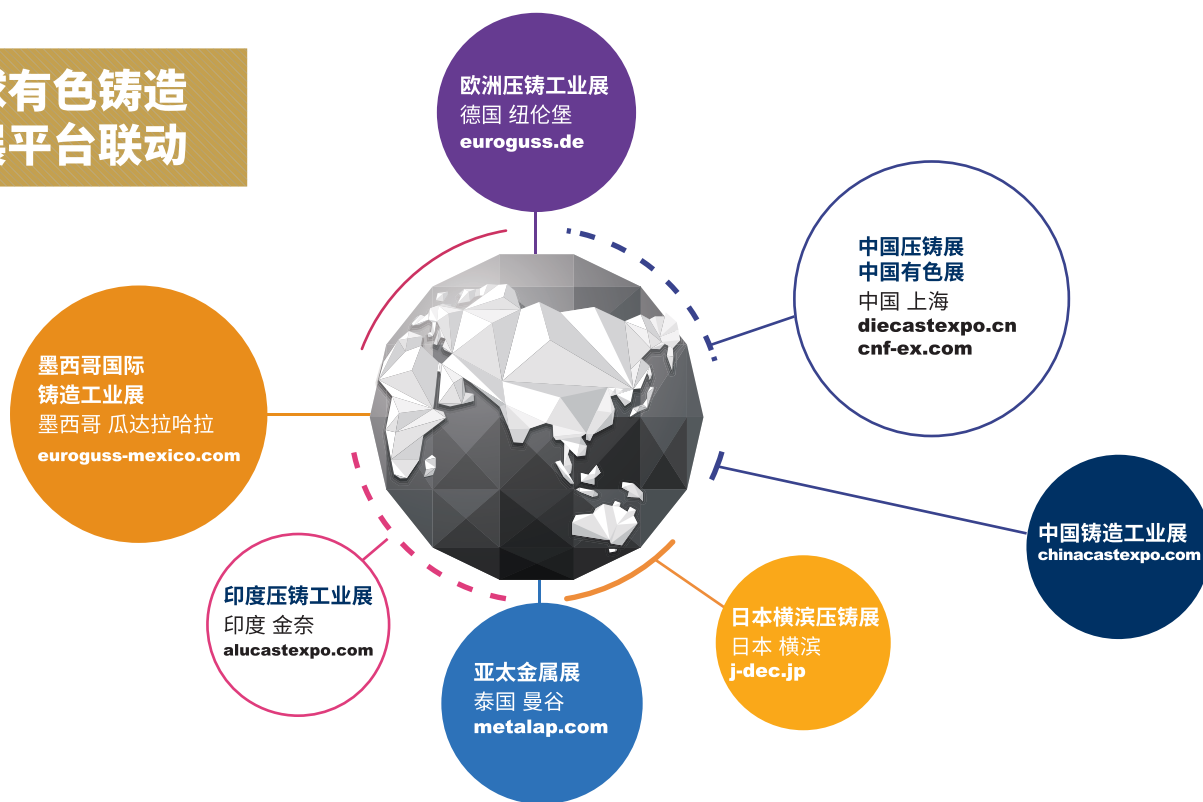 球有色铸造
展平台联动
欧洲压铸工业展
德国 纽伦堡
euroguss.de
中国压铸展
中国有色展
中国 上海
diecastexpo.cn
cnf-ex.com
墨西哥国际
铸造工业展
墨西哥 瓜达拉哈拉
euroguss-mexico.com
中国铸造工业展
chinacastexpo.com
印度压铸工业展
印度 金奈
alucastexpo.com
日本横滨压铸展
日本 横滨
j-dec.jp
亚太金属展
泰国 曼谷
metalap.com